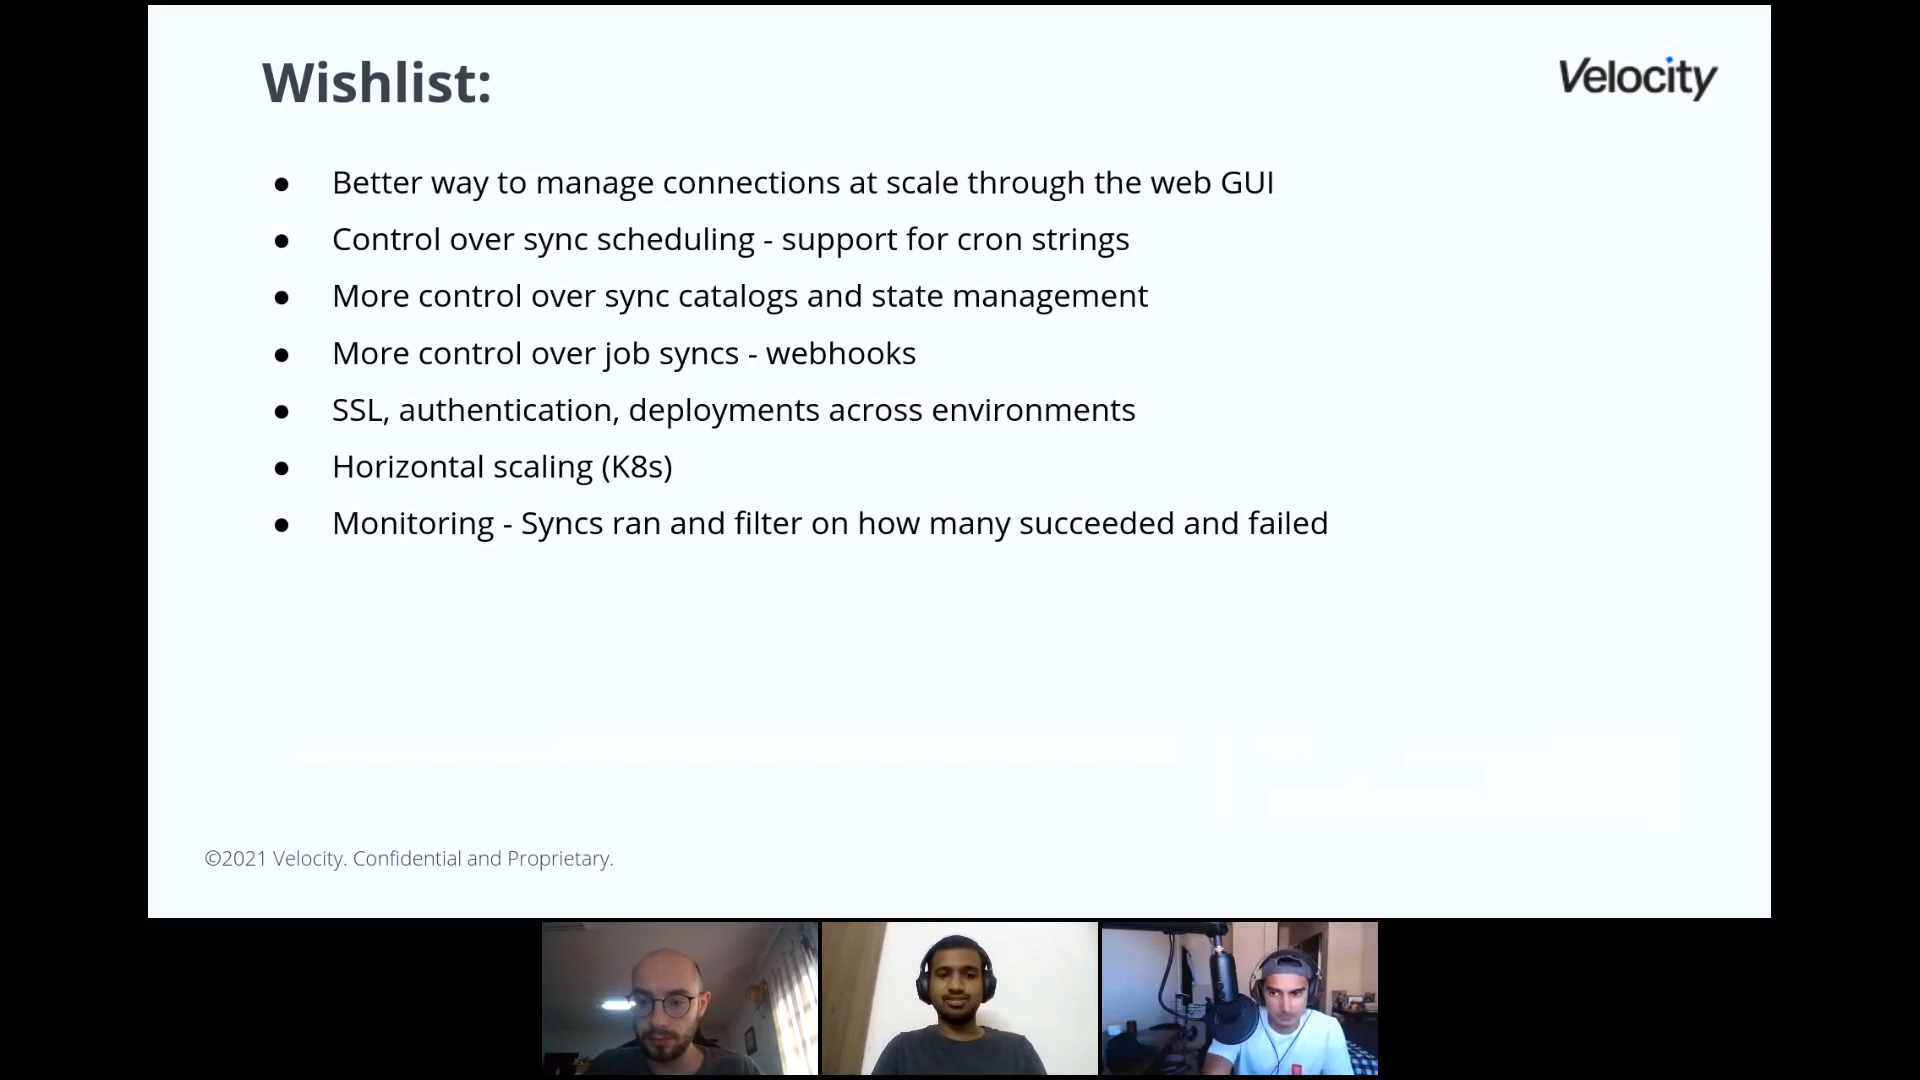 Wishlist:
Velocity
● Better way to manage connections at scale through the web GUI
● Control over sync scheduling - support for cron strings
● More control over sync catalogs and state management
● More control over job syncs - webhooks
● SSL, authentication, deployments across environments
● Horizontal scaling (K8s)
● Monitoring - Syncs ran and filter on how many succeeded and failed
©2021 Velocity. Confidential and Proprietary.